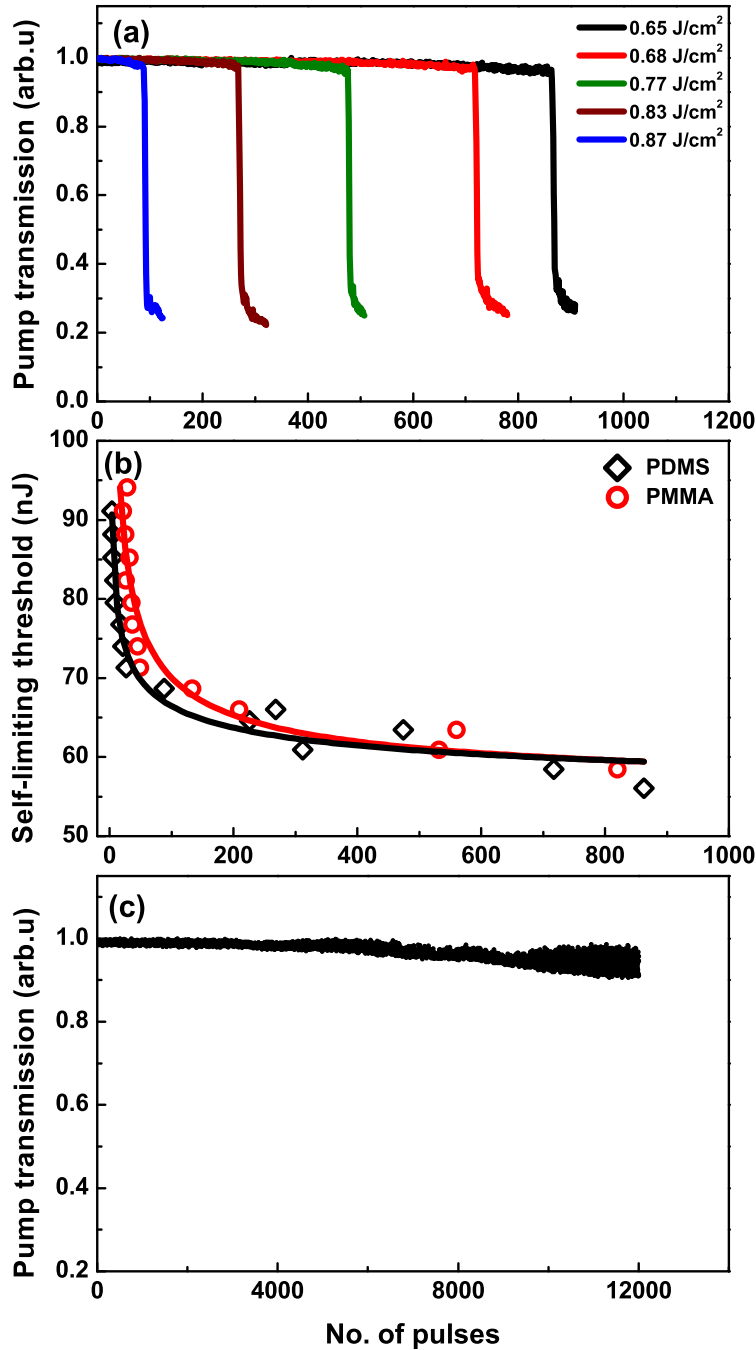 (a)
0.65 J/cm²
0.68 J/cm²
0.77 J/cm²
0.83 J/cm²
0.87 J/cm²
Pump transmission (arb.u)
1.0
0.8
0.6
0.4
0.2
0.0
0 200 400 600 800 1000 1200
(b)
PDMS
PMMA
Self-limiting threshold (nJ)
100
90
80
70
60
50
0 200 400 600 800 1000
(c)
Pump transmission (arb.u)
1.0
0.8
0.6
0.4
0.2
0 4000 8000 12000
No. of pulses